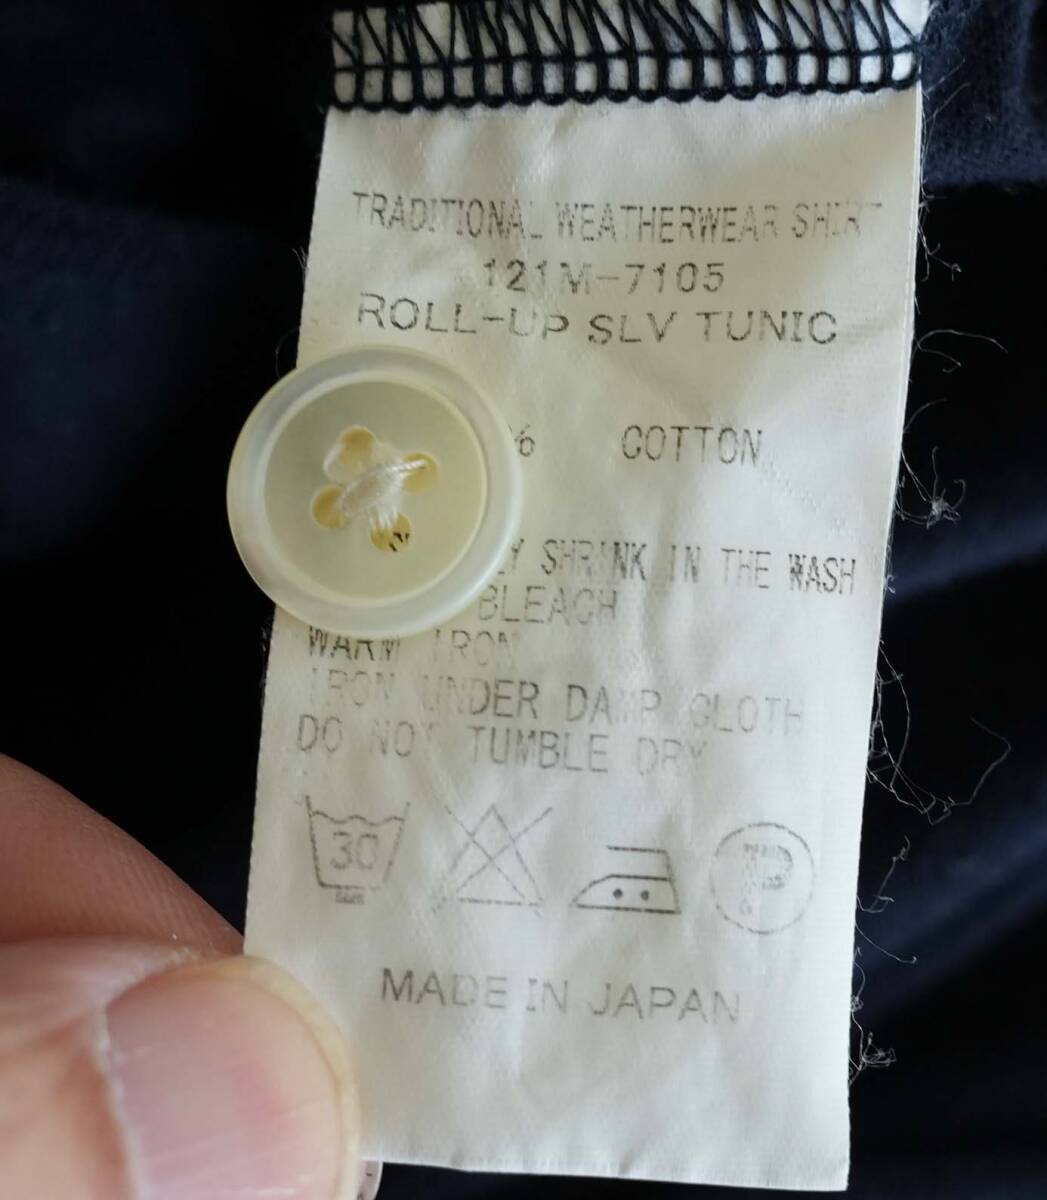 TRADITIONAL WEATHERWEAR SHIRT
121M-7105
ROLL-UP SLV TUNIC
% COTTON
SHRINK IN THE WASH
BLEACH
WARM IRON
IRON UNDER DAMP CLOTH
DO NOT TUMBLE DRY
30
P
MADE IN JAPAN